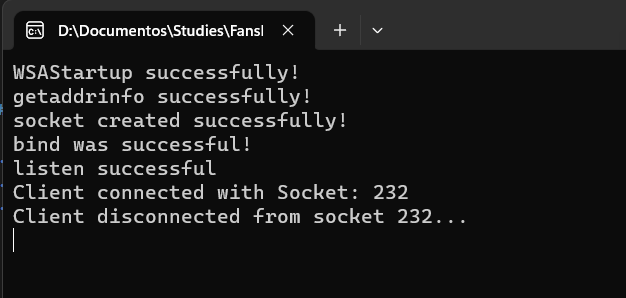 D:\Documentos\Studies\Fansl
WSAStartup successfully!
getaddrinfo successfully!
socket created successfully!
bind was successful!
listen successful
Client connected with Socket: 232
Client disconnected from socket 232...